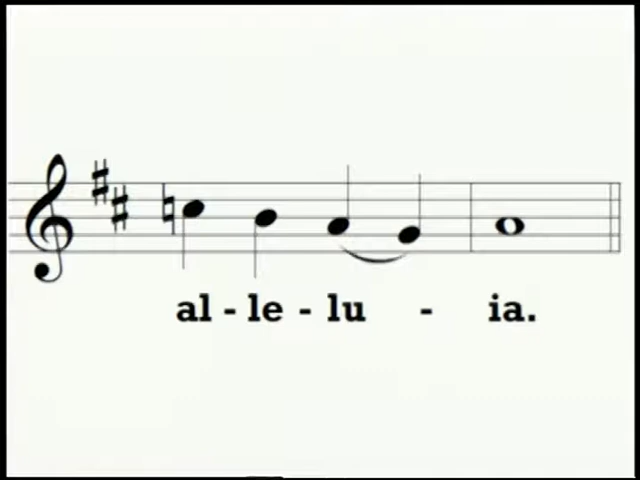 al - le - lu - ia.